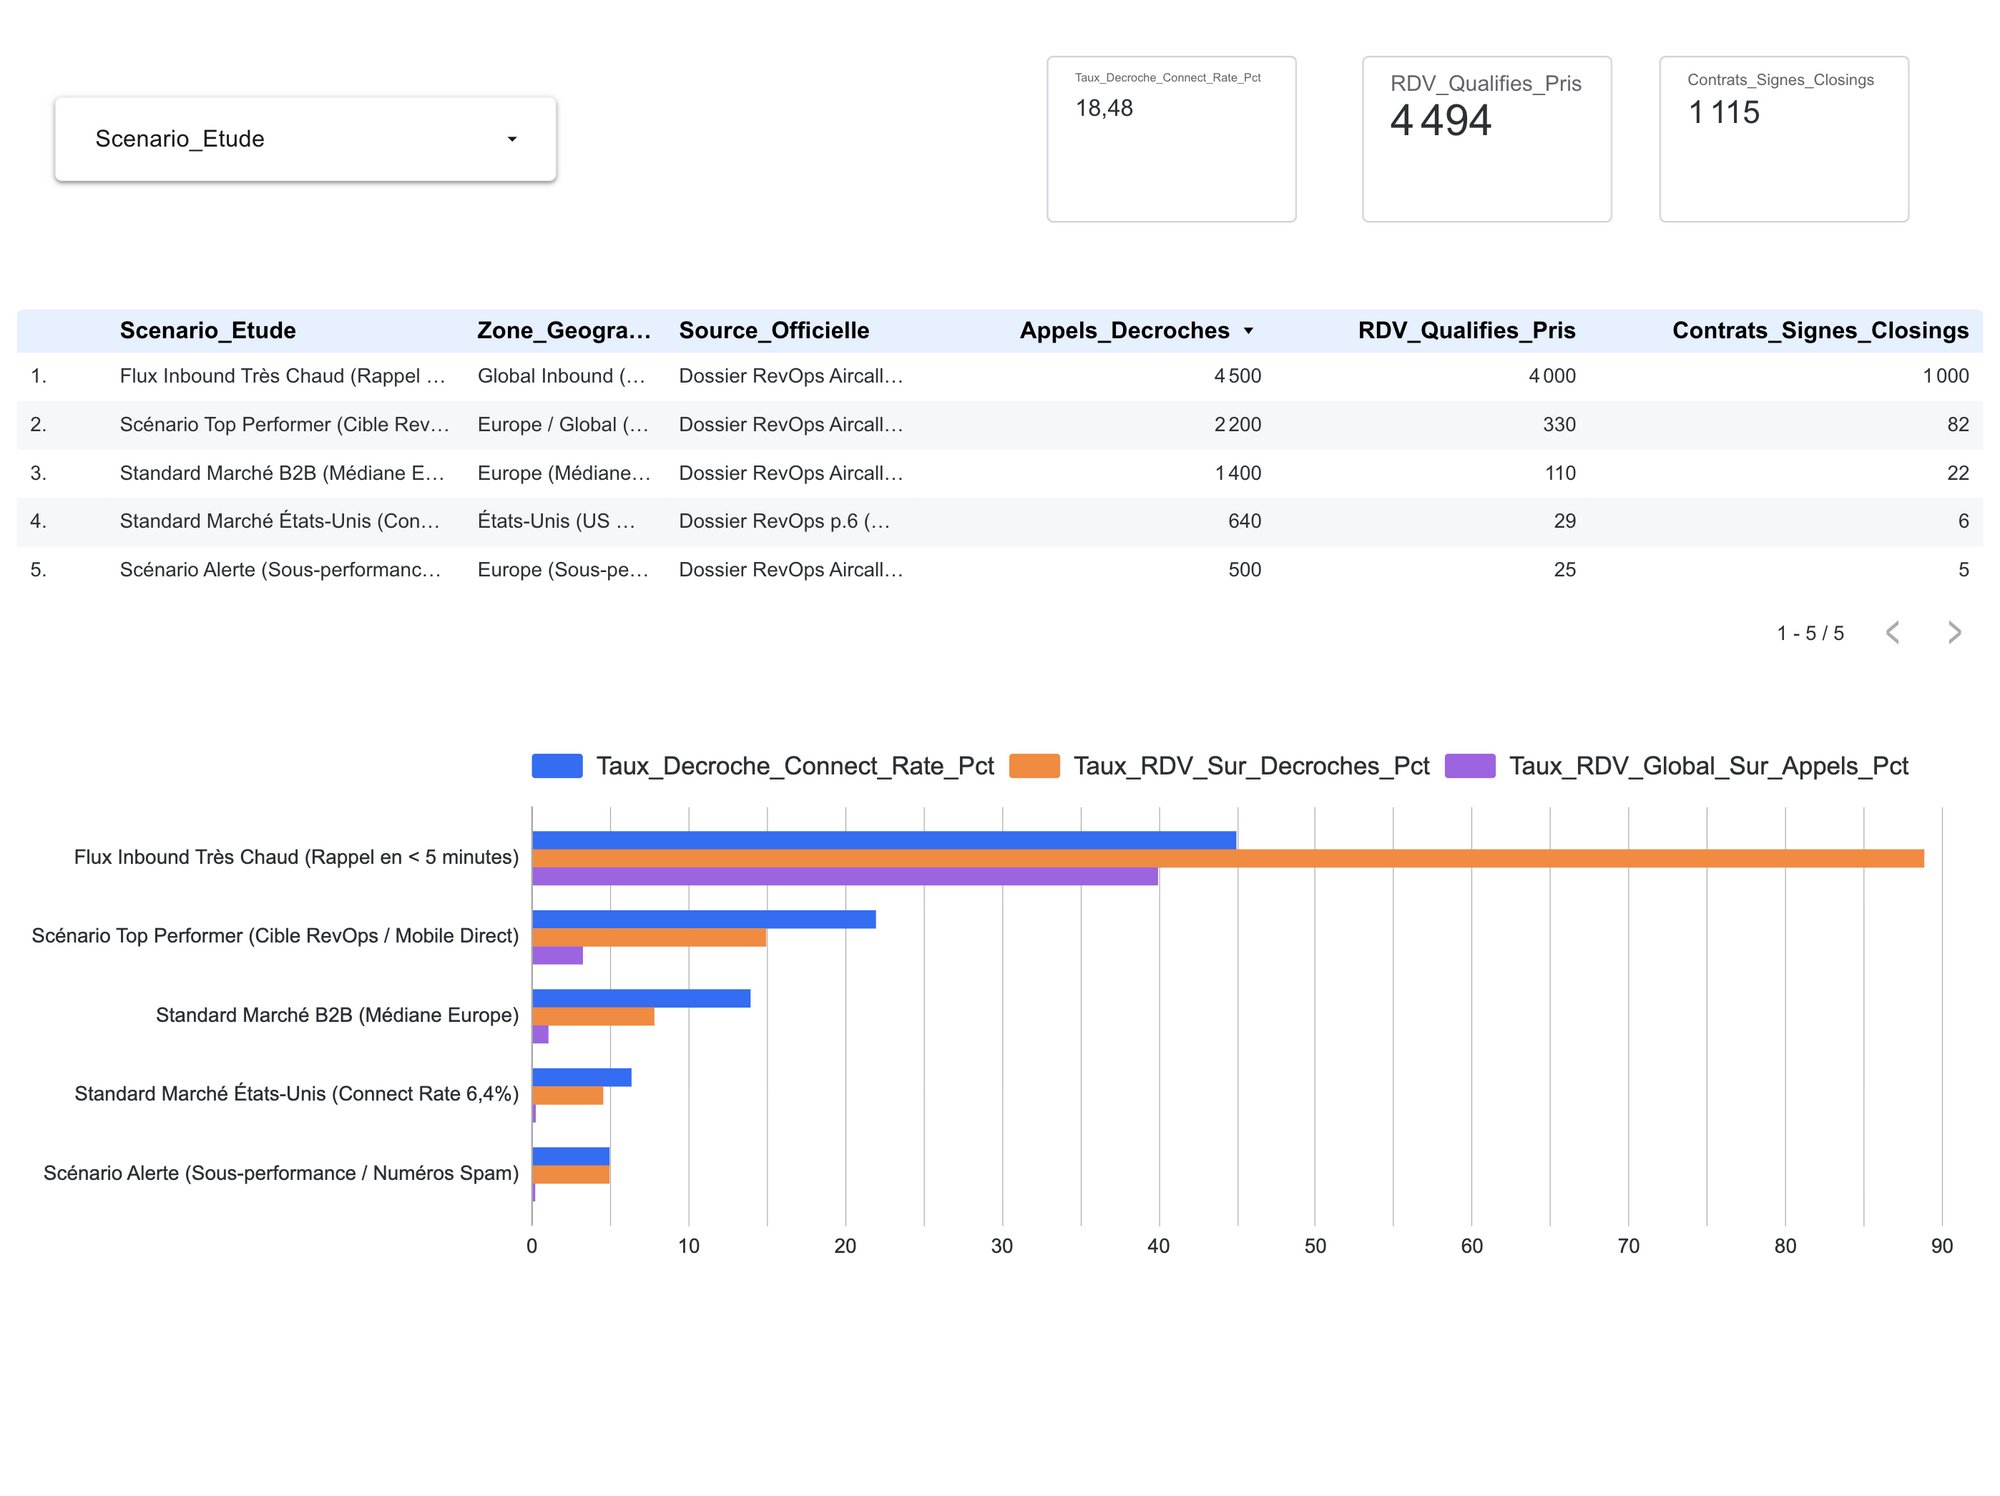 Scenario_Etude
Taux_Decroche_Connect_Rate_Pct
18,48
RDV_Qualifies_Pris
4 494
Contrats_Signes_Closings
1 115
Scenario_Etude Zone_Geogra… Source_Officielle Appels_Decroches RDV_Qualifies_Pris Contrats_Signes_Closings
1. Flux Inbound Très Chaud (Rappel … Global Inbound (… Dossier RevOps Aircall… 4 500 4 000 1 000
2. Scénario Top Performer (Cible Rev… Europe / Global (… Dossier RevOps Aircall… 2 200 330 82
3. Standard Marché B2B (Médiane E… Europe (Médiane… Dossier RevOps Aircall… 1 400 110 22
4. Standard Marché États-Unis (Con… États-Unis (US … Dossier RevOps p.6 (… 640 29 6
5. Scénario Alerte (Sous-performanc… Europe (Sous-pe… Dossier RevOps Aircall… 500 25 5
1 - 5 / 5
Taux_Decroche_Connect_Rate_Pct Taux_RDV_Sur_Decroches_Pct Taux_RDV_Global_Sur_Appels_Pct
Flux Inbound Très Chaud (Rappel en < 5 minutes)
Scénario Top Performer (Cible RevOps / Mobile Direct)
Standard Marché B2B (Médiane Europe)
Standard Marché États-Unis (Connect Rate 6,4%)
Scénario Alerte (Sous-performance / Numéros Spam)
0 10 20 30 40 50 60 70 80 90